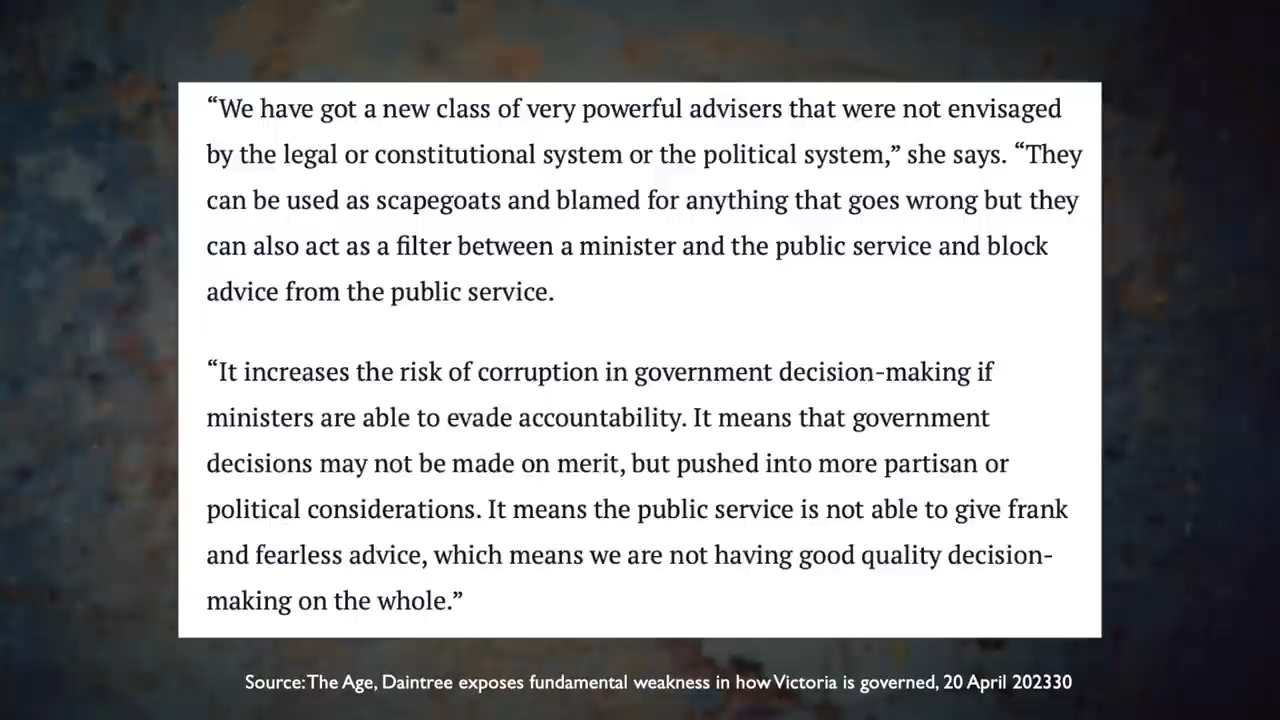 “We have got a new class of very powerful advisers that were not envisaged
by the legal or constitutional system or the political system,” she says. “They
can be used as scapegoats and blamed for anything that goes wrong but they
can also act as a filter between a minister and the public service and block
advice from the public service.
“It increases the risk of corruption in government decision-making if
ministers are able to evade accountability. It means that government
decisions may not be made on merit, but pushed into more partisan or
political considerations. It means the public service is not able to give frank
and fearless advice, which means we are not having good quality decision-
making on the whole.”
Source: The Age, Daintree exposes fundamental weakness in how Victoria is governed, 20 April 202330